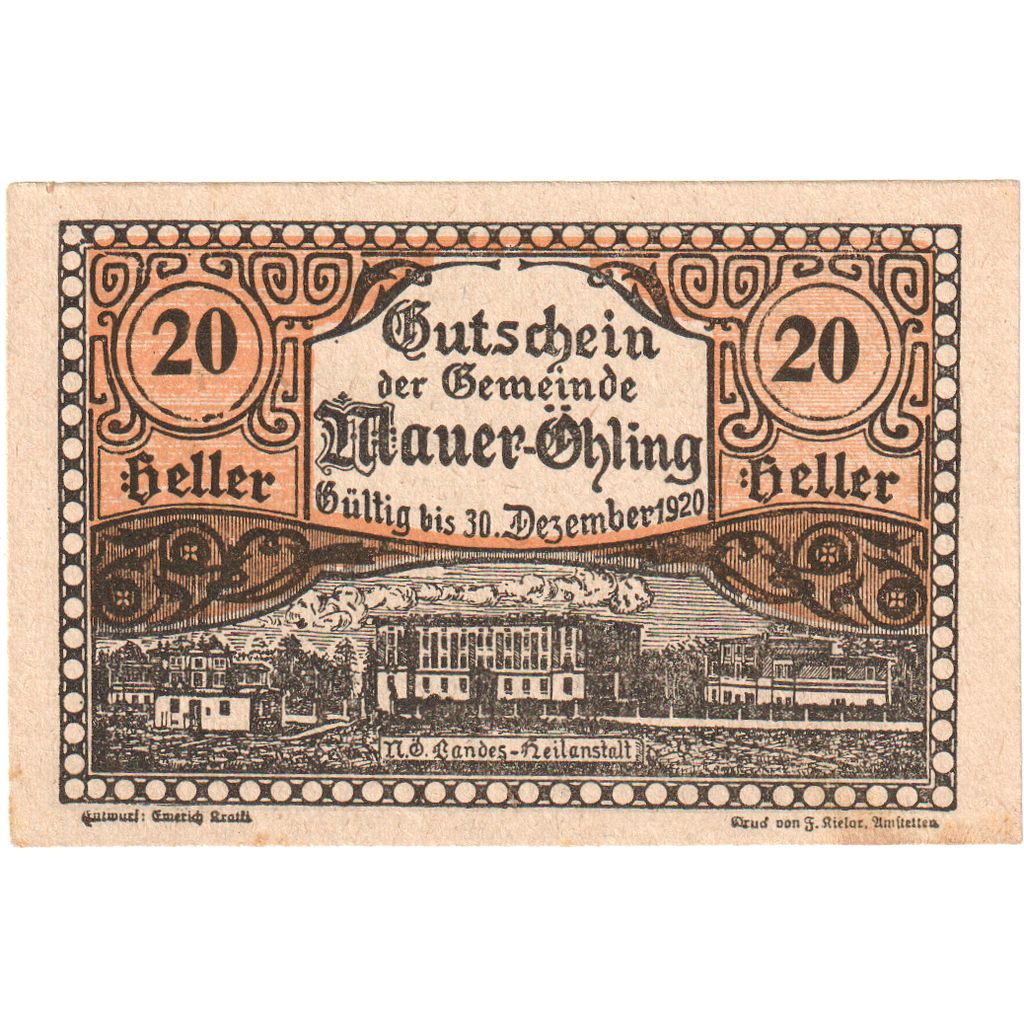 20
Heller
Gutschein
der Gemeinde
Mauer-Öhling
Gültig bis 30. Dezember 1920
20
Heller
N.Ö. Landes-Heilanstalt
Entwurf: Emerich Kratki
Druck von F. Kielar, Amstetten